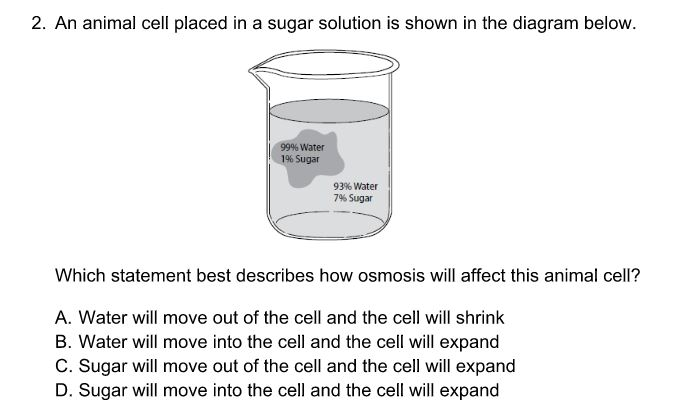 2. An animal cell placed in a sugar solution is shown in the diagram below.
99% Water
1% Sugar
93% Water
7% Sugar
Which statement best describes how osmosis will affect this animal cell?
A. Water will move out of the cell and the cell will shrink
B. Water will move into the cell and the cell will expand
C. Sugar will move out of the cell and the cell will expand
D. Sugar will move into the cell and the cell will expand